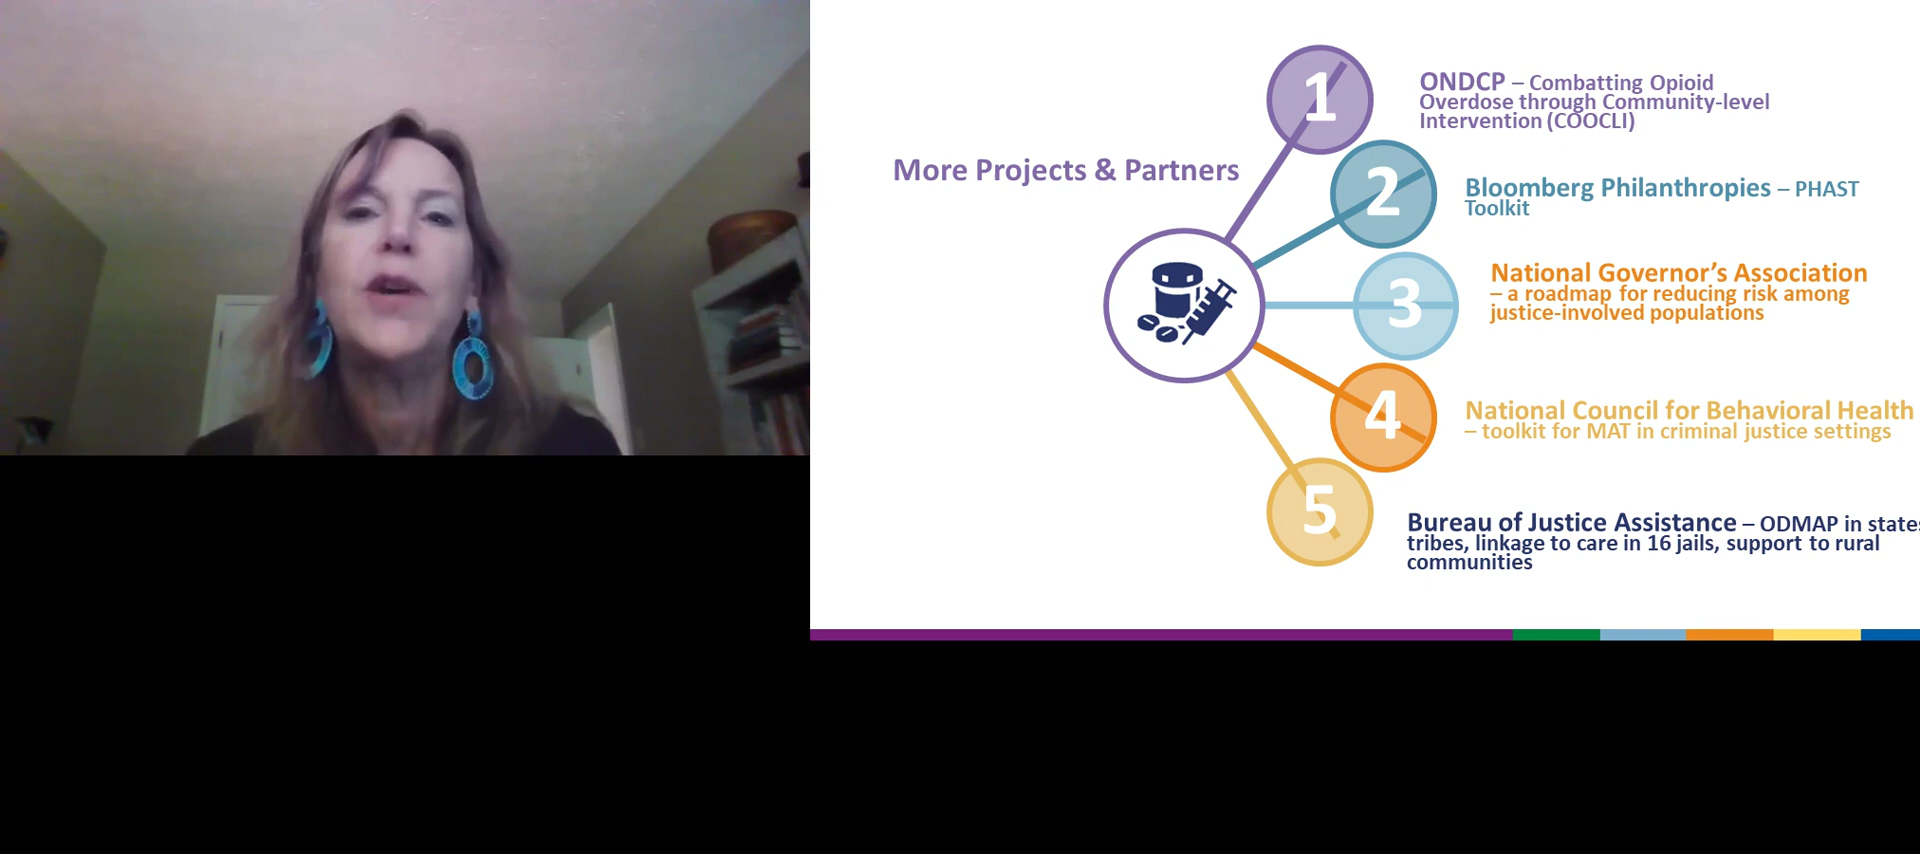 More Projects & Partners
1
ONDCP – Combatting Opioid
Overdose through Community-level
Intervention (COOCLI)
2
Bloomberg Philanthropies – PHAST
Toolkit
3
National Governor’s Association
– a roadmap for reducing risk among
justice-involved populations
4
National Council for Behavioral Health
– toolkit for MAT in criminal justice settings
5
Bureau of Justice Assistance – ODMAP in states
tribes, linkage to care in 16 jails, support to rural
communities